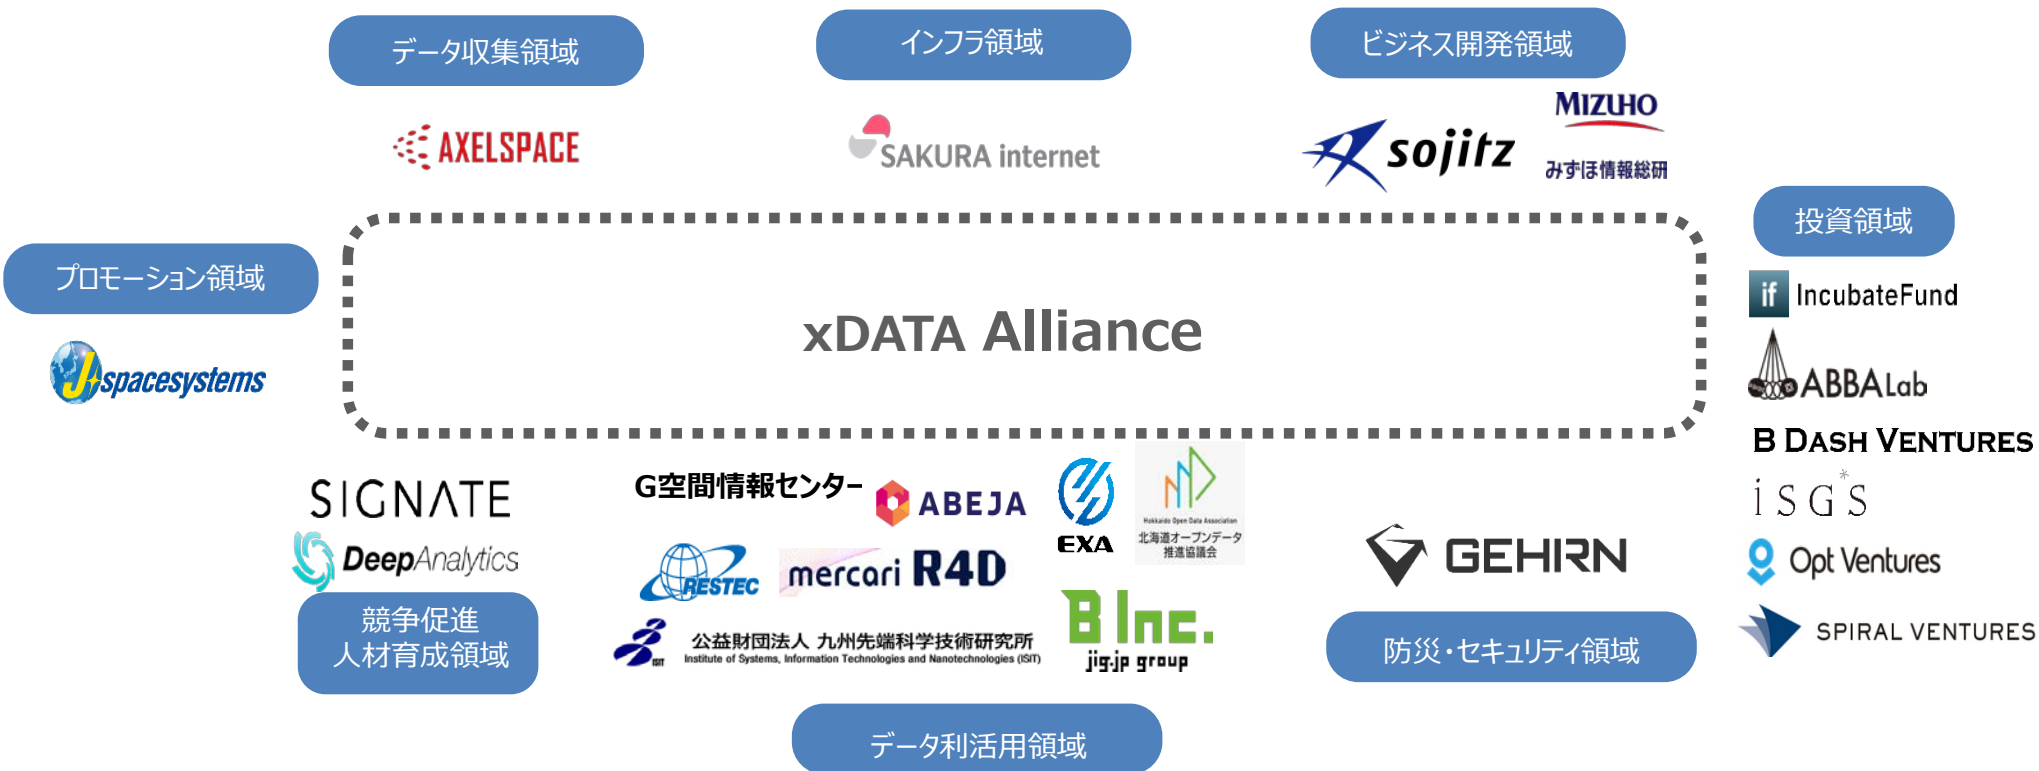 データ収集領域
インフラ領域
ビジネス開発領域
AXELSPACE
SAKURA internet
sojitz
MIZUHO
みずほ情報総研
投資領域
プロモーション領域
if IncubateFund
xDATA Alliance
J-spacesystems
ABBALab
B DASH VENTURES
iSG*S
Opt Ventures
SPIRAL VENTURES
SIGNATE
DeepAnalytics
競争促進
人材育成領域
G空間情報センター
ABEJA
EXA
Hokkaido Open Data Association
北海道オープンデータ
推進協議会
RESTEC
mercari R4D
ISIT
公益財団法人 九州先端科学技術研究所
Institute of Systems, Information Technologies and Nanotechnologies (ISIT)
B Inc.
jig.jp group
GEHIRN
防災・セキュリティ領域
データ利活用領域